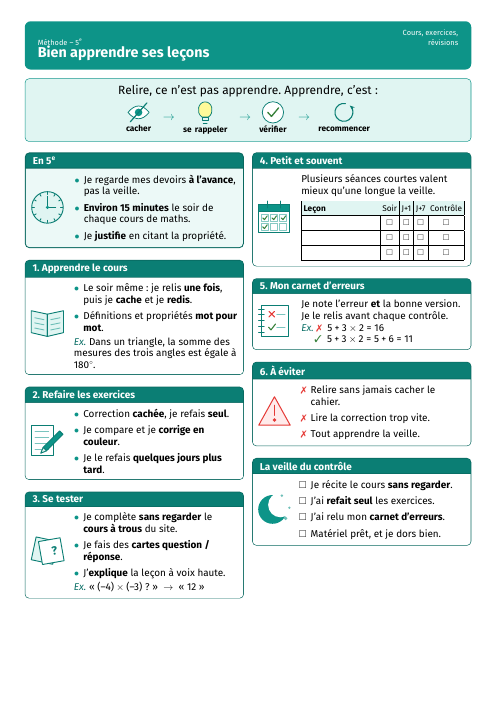 Méthode – 5e
Bien apprendre ses leçons
Cours, exercices,
révisions
Relire, ce n’est pas apprendre. Apprendre, c’est :
cacher → se rappeler → vérifier → recommencer
En 5e
• Je regarde mes devoirs à l’avance,
pas la veille.
• Environ 15 minutes le soir de
chaque cours de maths.
• Je justifie en citant la propriété.
1. Apprendre le cours
• Le soir même : je relis une fois,
puis je cache et je redis.
• Définitions et propriétés mot pour
mot.
Ex. Dans un triangle, la somme des
mesures des trois angles est égale à
180°.
2. Refaire les exercices
• Correction cachée, je refais seul.
• Je compare et je corrige en
couleur.
• Je le refais quelques jours plus
tard.
3. Se tester
• Je complète sans regarder le
cours à trous du site.
• Je fais des cartes question /
réponse.
?
• J’explique la leçon à voix haute.
Ex. « (−4) × (−3) ? » → « 12 »
4. Petit et souvent
Plusieurs séances courtes valent
mieux qu’une longue la veille.
Leçon Soir J+1 J+7 Contrôle
☐ ☐ ☐ ☐
☐ ☐ ☐ ☐
☐ ☐ ☐ ☐
5. Mon carnet d’erreurs
Je note l’erreur et la bonne version.
Je le relis avant chaque contrôle.
Ex. ✗ 5 + 3 × 2 = 16
✓ 5 + 3 × 2 = 5 + 6 = 11
6. À éviter
✗ Relire sans jamais cacher le
cahier.
✗ Lire la correction trop vite.
✗ Tout apprendre la veille.
La veille du contrôle
☐ Je récite le cours sans regarder.
☐ J’ai refait seul les exercices.
☐ J’ai relu mon carnet d’erreurs.
☐ Matériel prêt, et je dors bien.